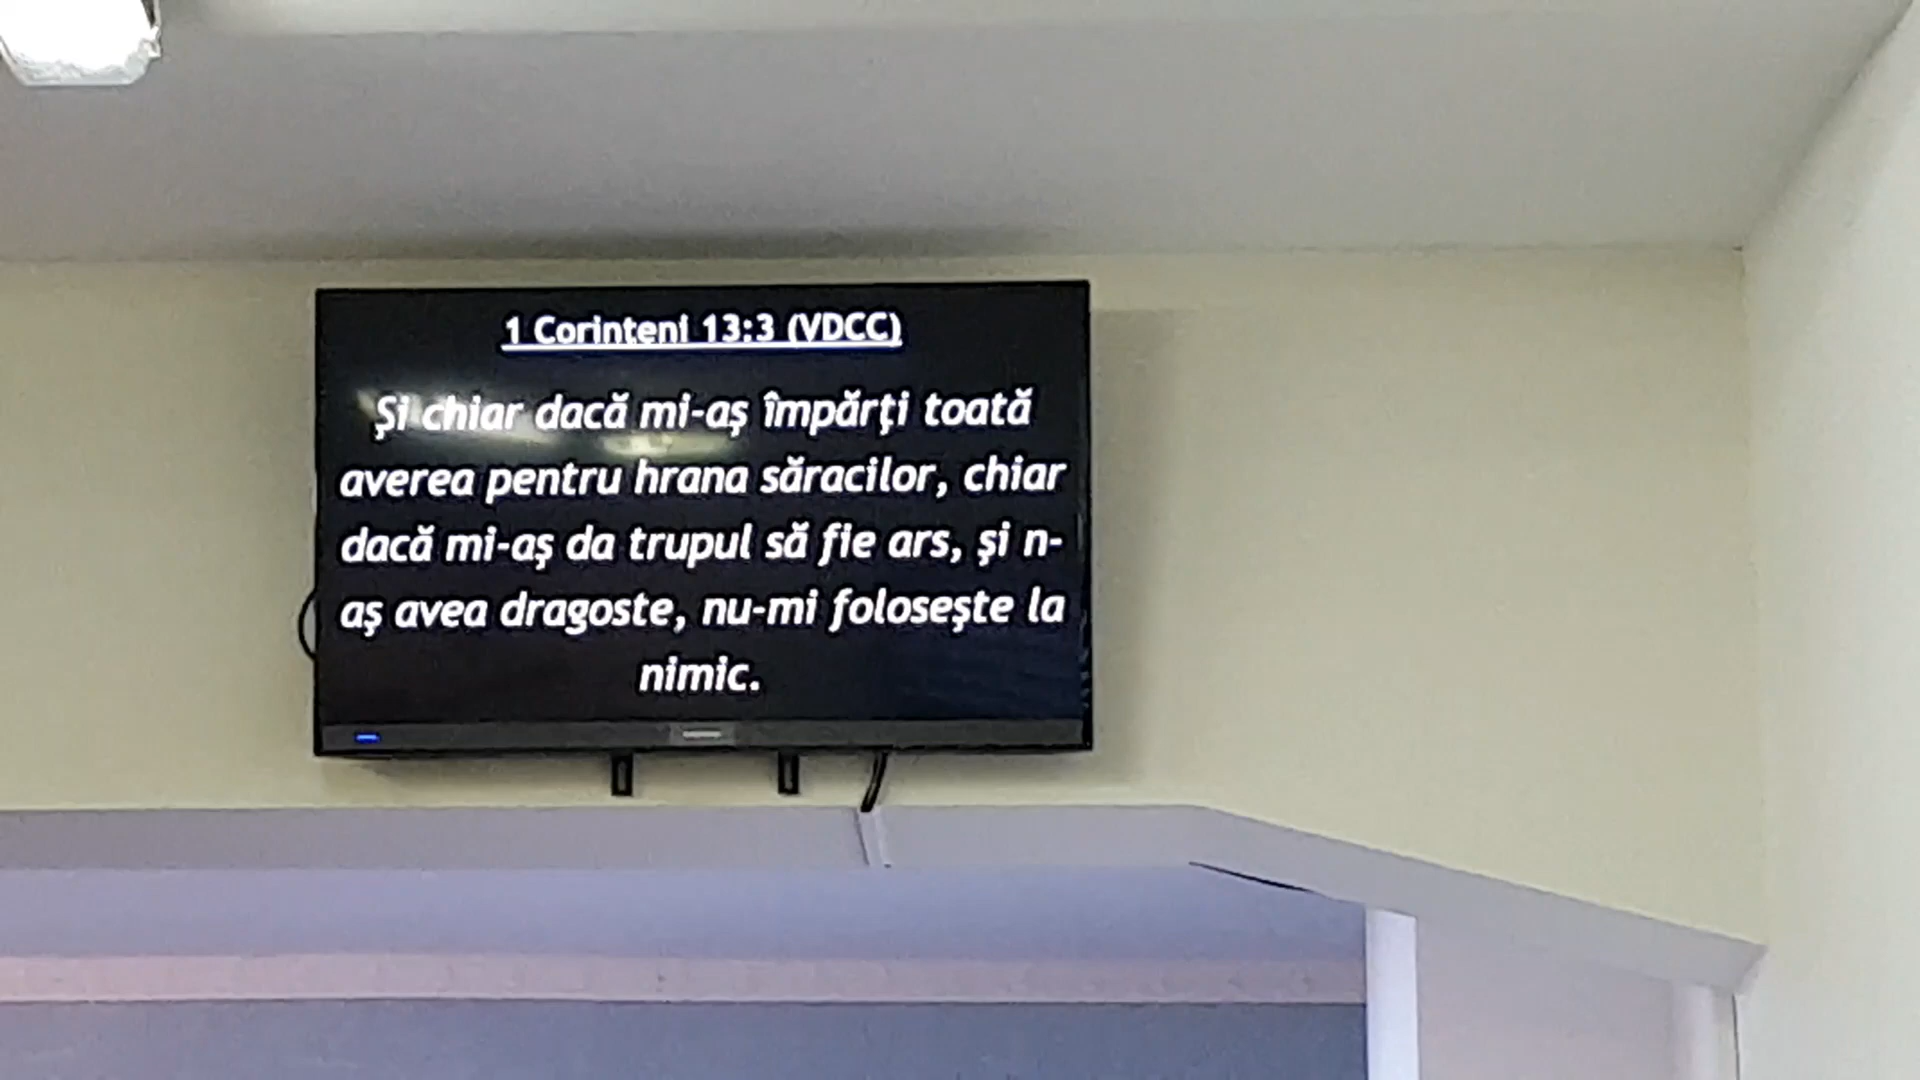 1 Corinteni 13:3 (VDCC)
Şi chiar dacă mi-aş împărţi toată
averea pentru hrana săracilor, chiar
dacă mi-aş da trupul să fie ars, şi n-
aş avea dragoste, nu-mi foloseşte la
nimic.